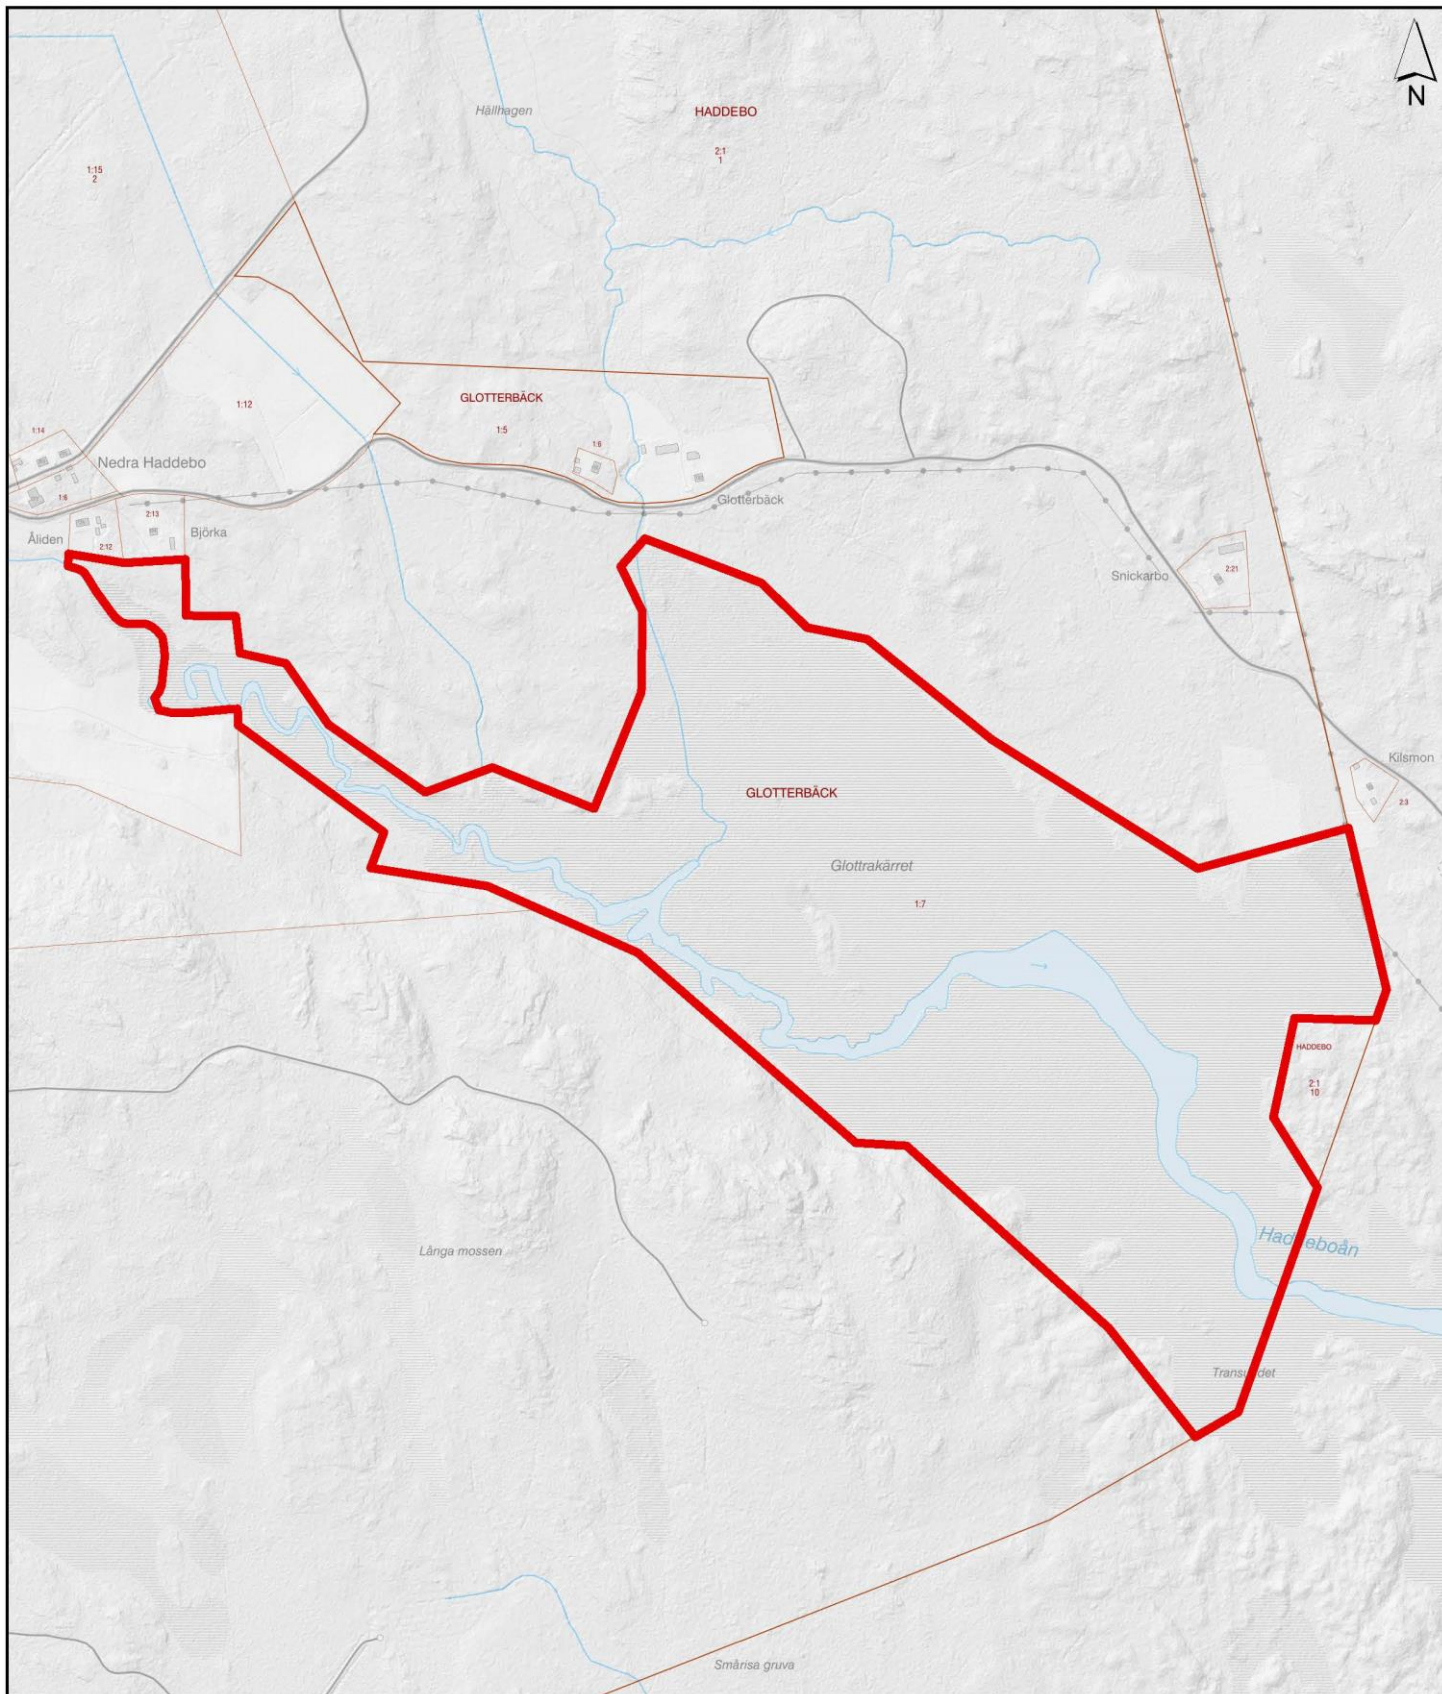 N
Hällhagen
HADDEBO
2:1
1
1:15
2
GLOTTERBÄCK
1:12
1:5
1:14
1:6
Nedra Haddebo
1:6
Glotterbäck
2:13
Åliden
Björka
2:12
Snickarbo
2:21
Kilsmon
GLOTTERBÄCK
2:3
Glottrakärret
1:7
HADDEBO
2:1
10
Långa mossen
Smårisa gruva